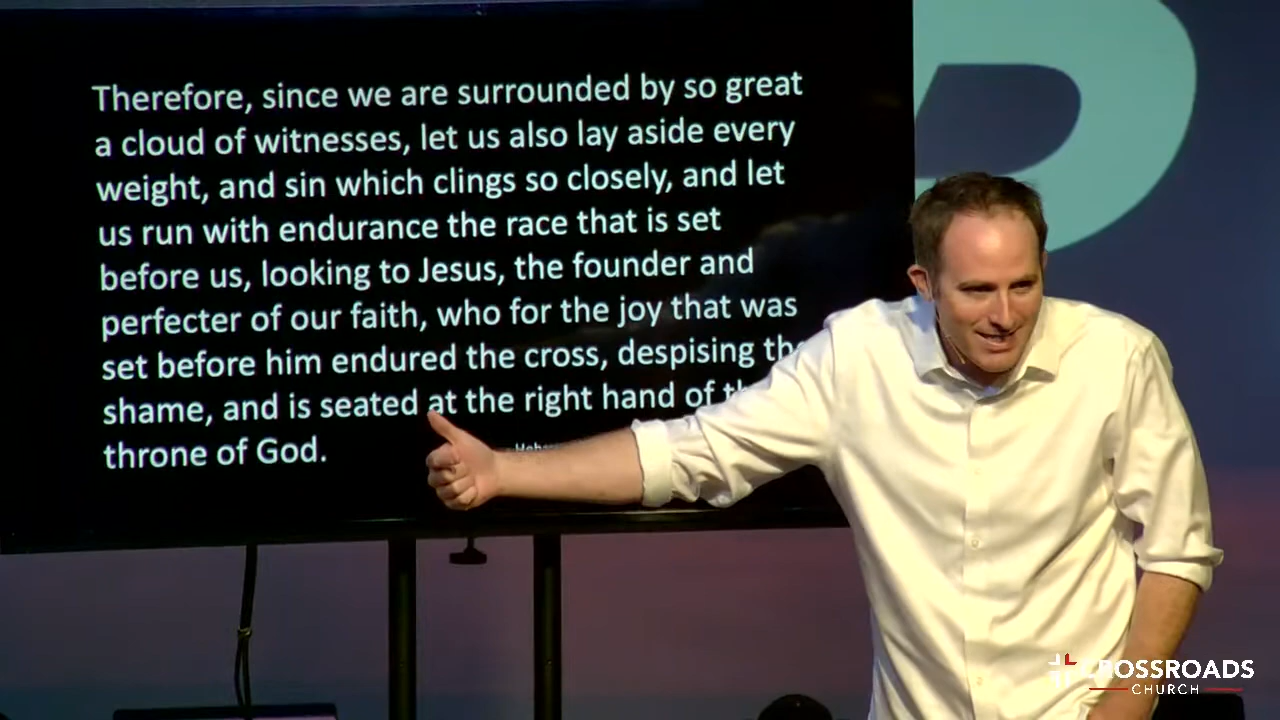 Therefore, since we are surrounded by so great
a cloud of witnesses, let us also lay aside every
weight, and sin which clings so closely, and let
us run with endurance the race that is set
before us, looking to Jesus, the founder and
perfecter of our faith, who for the joy that was
set before him endured the cross, despising
shame, and is seated at the right hand of
throne of God.
CROSSROADS
CHURCH